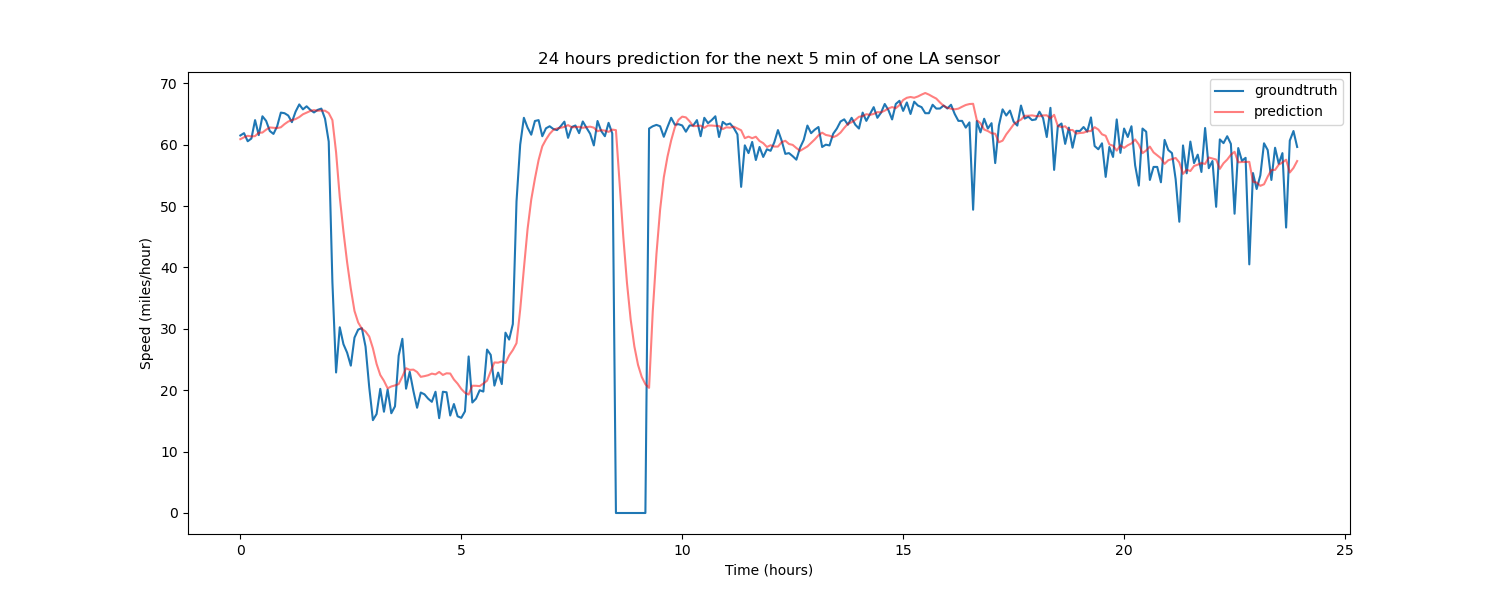 24 hours prediction for the next 5 min of one LA sensor
groundtruth
prediction
70
60
50
40
30
20
10
0
Speed (miles/hour)
0 5 10 15 20 25
Time (hours)